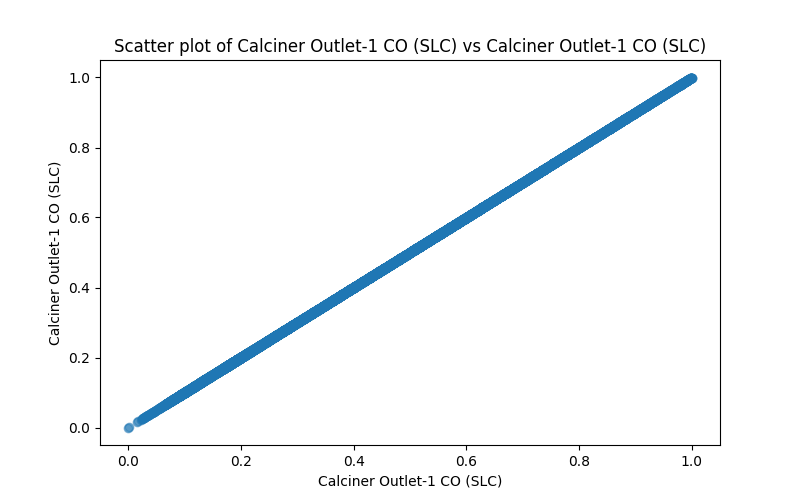 Scatter plot of Calciner Outlet-1 CO (SLC) vs Calciner Outlet-1 CO (SLC)
Calciner Outlet-1 CO (SLC)
1.0
0.8
0.6
0.4
0.2
0.0
0.0 0.2 0.4 0.6 0.8 1.0
Calciner Outlet-1 CO (SLC)